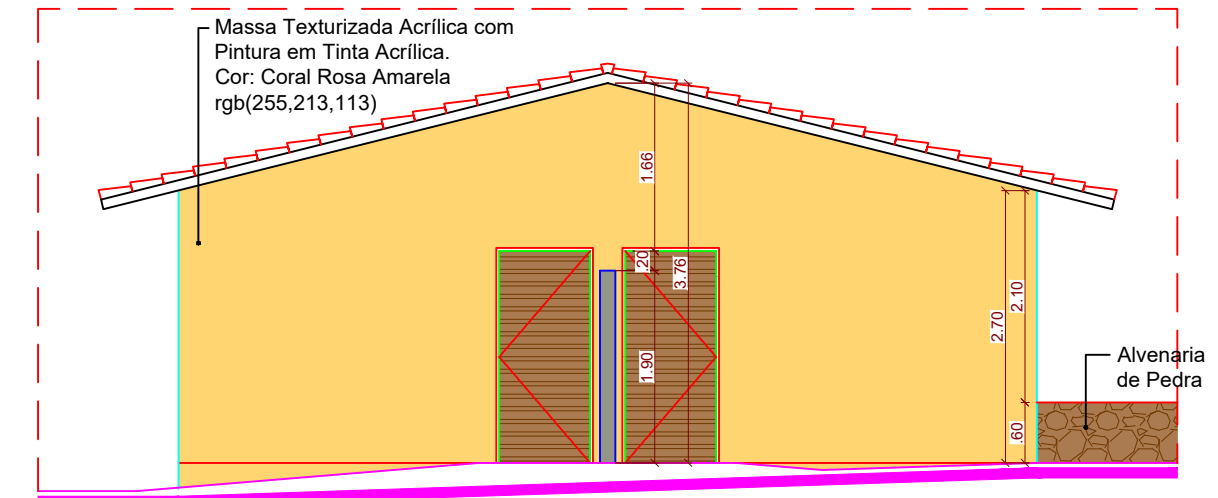 Massa Texturizada Acrílica com
Pintura em Tinta Acrílica.
Cor: Coral Rosa Amarela
rgb(255,213,113)
1.66
.20
3.76
1.90
2.10
2.70
.60
Alvenaria
de Pedra